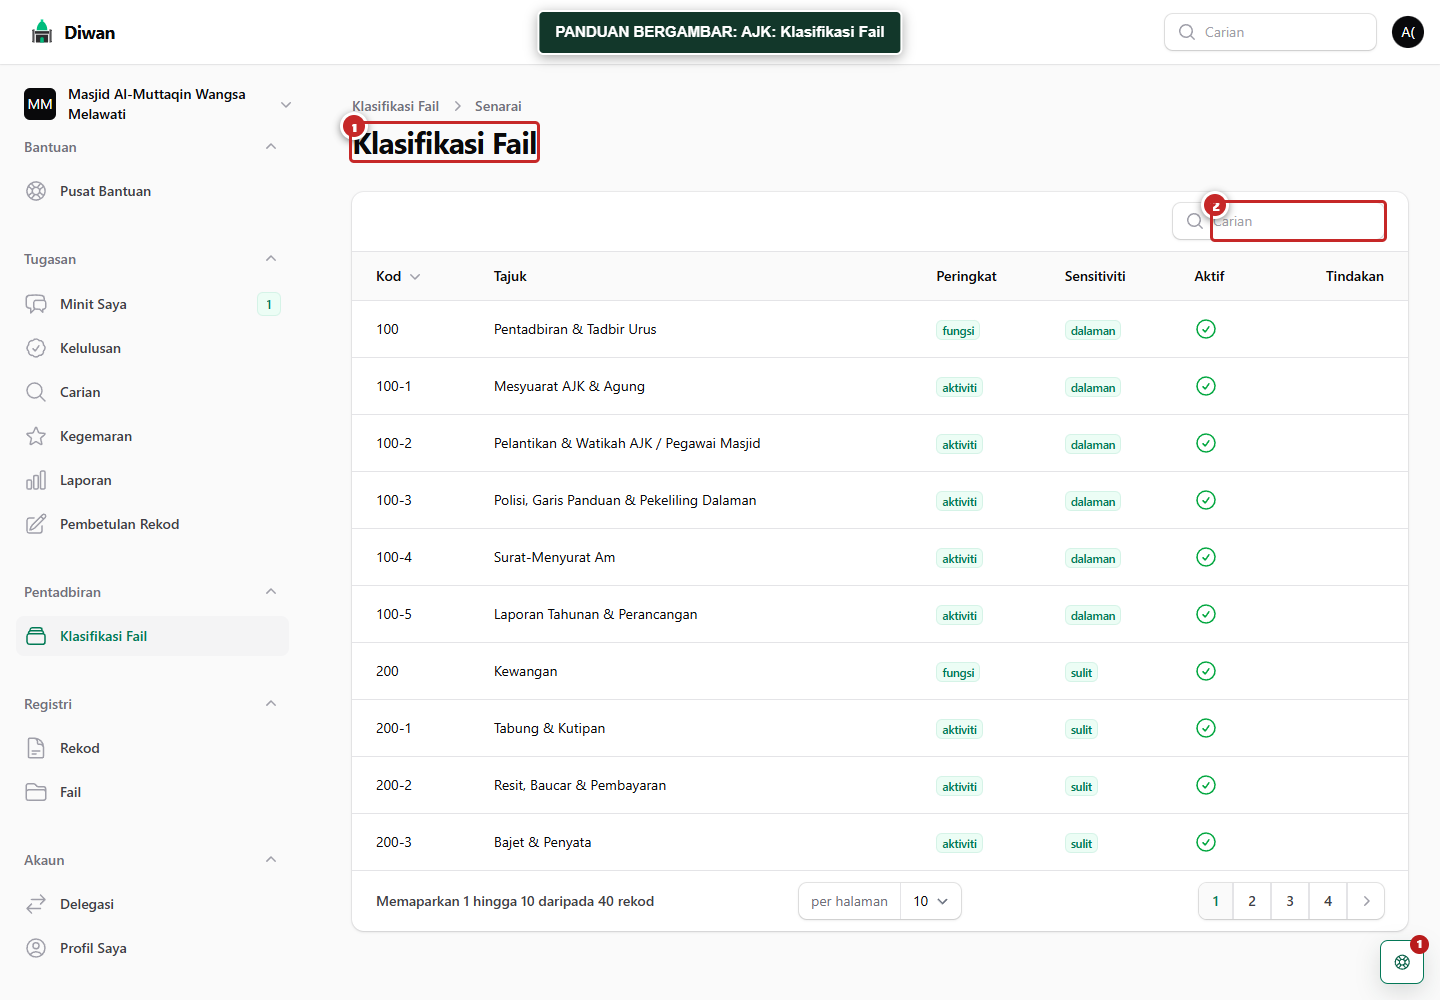 Diwan
PANDUAN BERGAMBAR: AJK: Klasifikasi Fail
Carian
A(
MM
Masjid Al-Muttaqin Wangsa Melawati
Bantuan
Pusat Bantuan
Tugasan
Minit Saya
1
Kelulusan
Carian
Kegemaran
Laporan
Pembetulan Rekod
Pentadbiran
Klasifikasi Fail
Registri
Rekod
Fail
Akaun
Delegasi
Profil Saya
Klasifikasi Fail > Senarai
1
Klasifikasi Fail
2
Carian
Kod Tajuk Peringkat Sensitiviti Aktif Tindakan
100 Pentadbiran & Tadbir Urus fungsi dalaman
100-1 Mesyuarat AJK & Agung aktiviti dalaman
100-2 Pelantikan & Watikah AJK / Pegawai Masjid aktiviti dalaman
100-3 Polisi, Garis Panduan & Pekeliling Dalaman aktiviti dalaman
100-4 Surat-Menyurat Am aktiviti dalaman
100-5 Laporan Tahunan & Perancangan aktiviti dalaman
200 Kewangan fungsi sulit
200-1 Tabung & Kutipan aktiviti sulit
200-2 Resit, Baucar & Pembayaran aktiviti sulit
200-3 Bajet & Penyata aktiviti sulit
Memaparkan 1 hingga 10 daripada 40 rekod per halaman 10 1 2 3 4
1